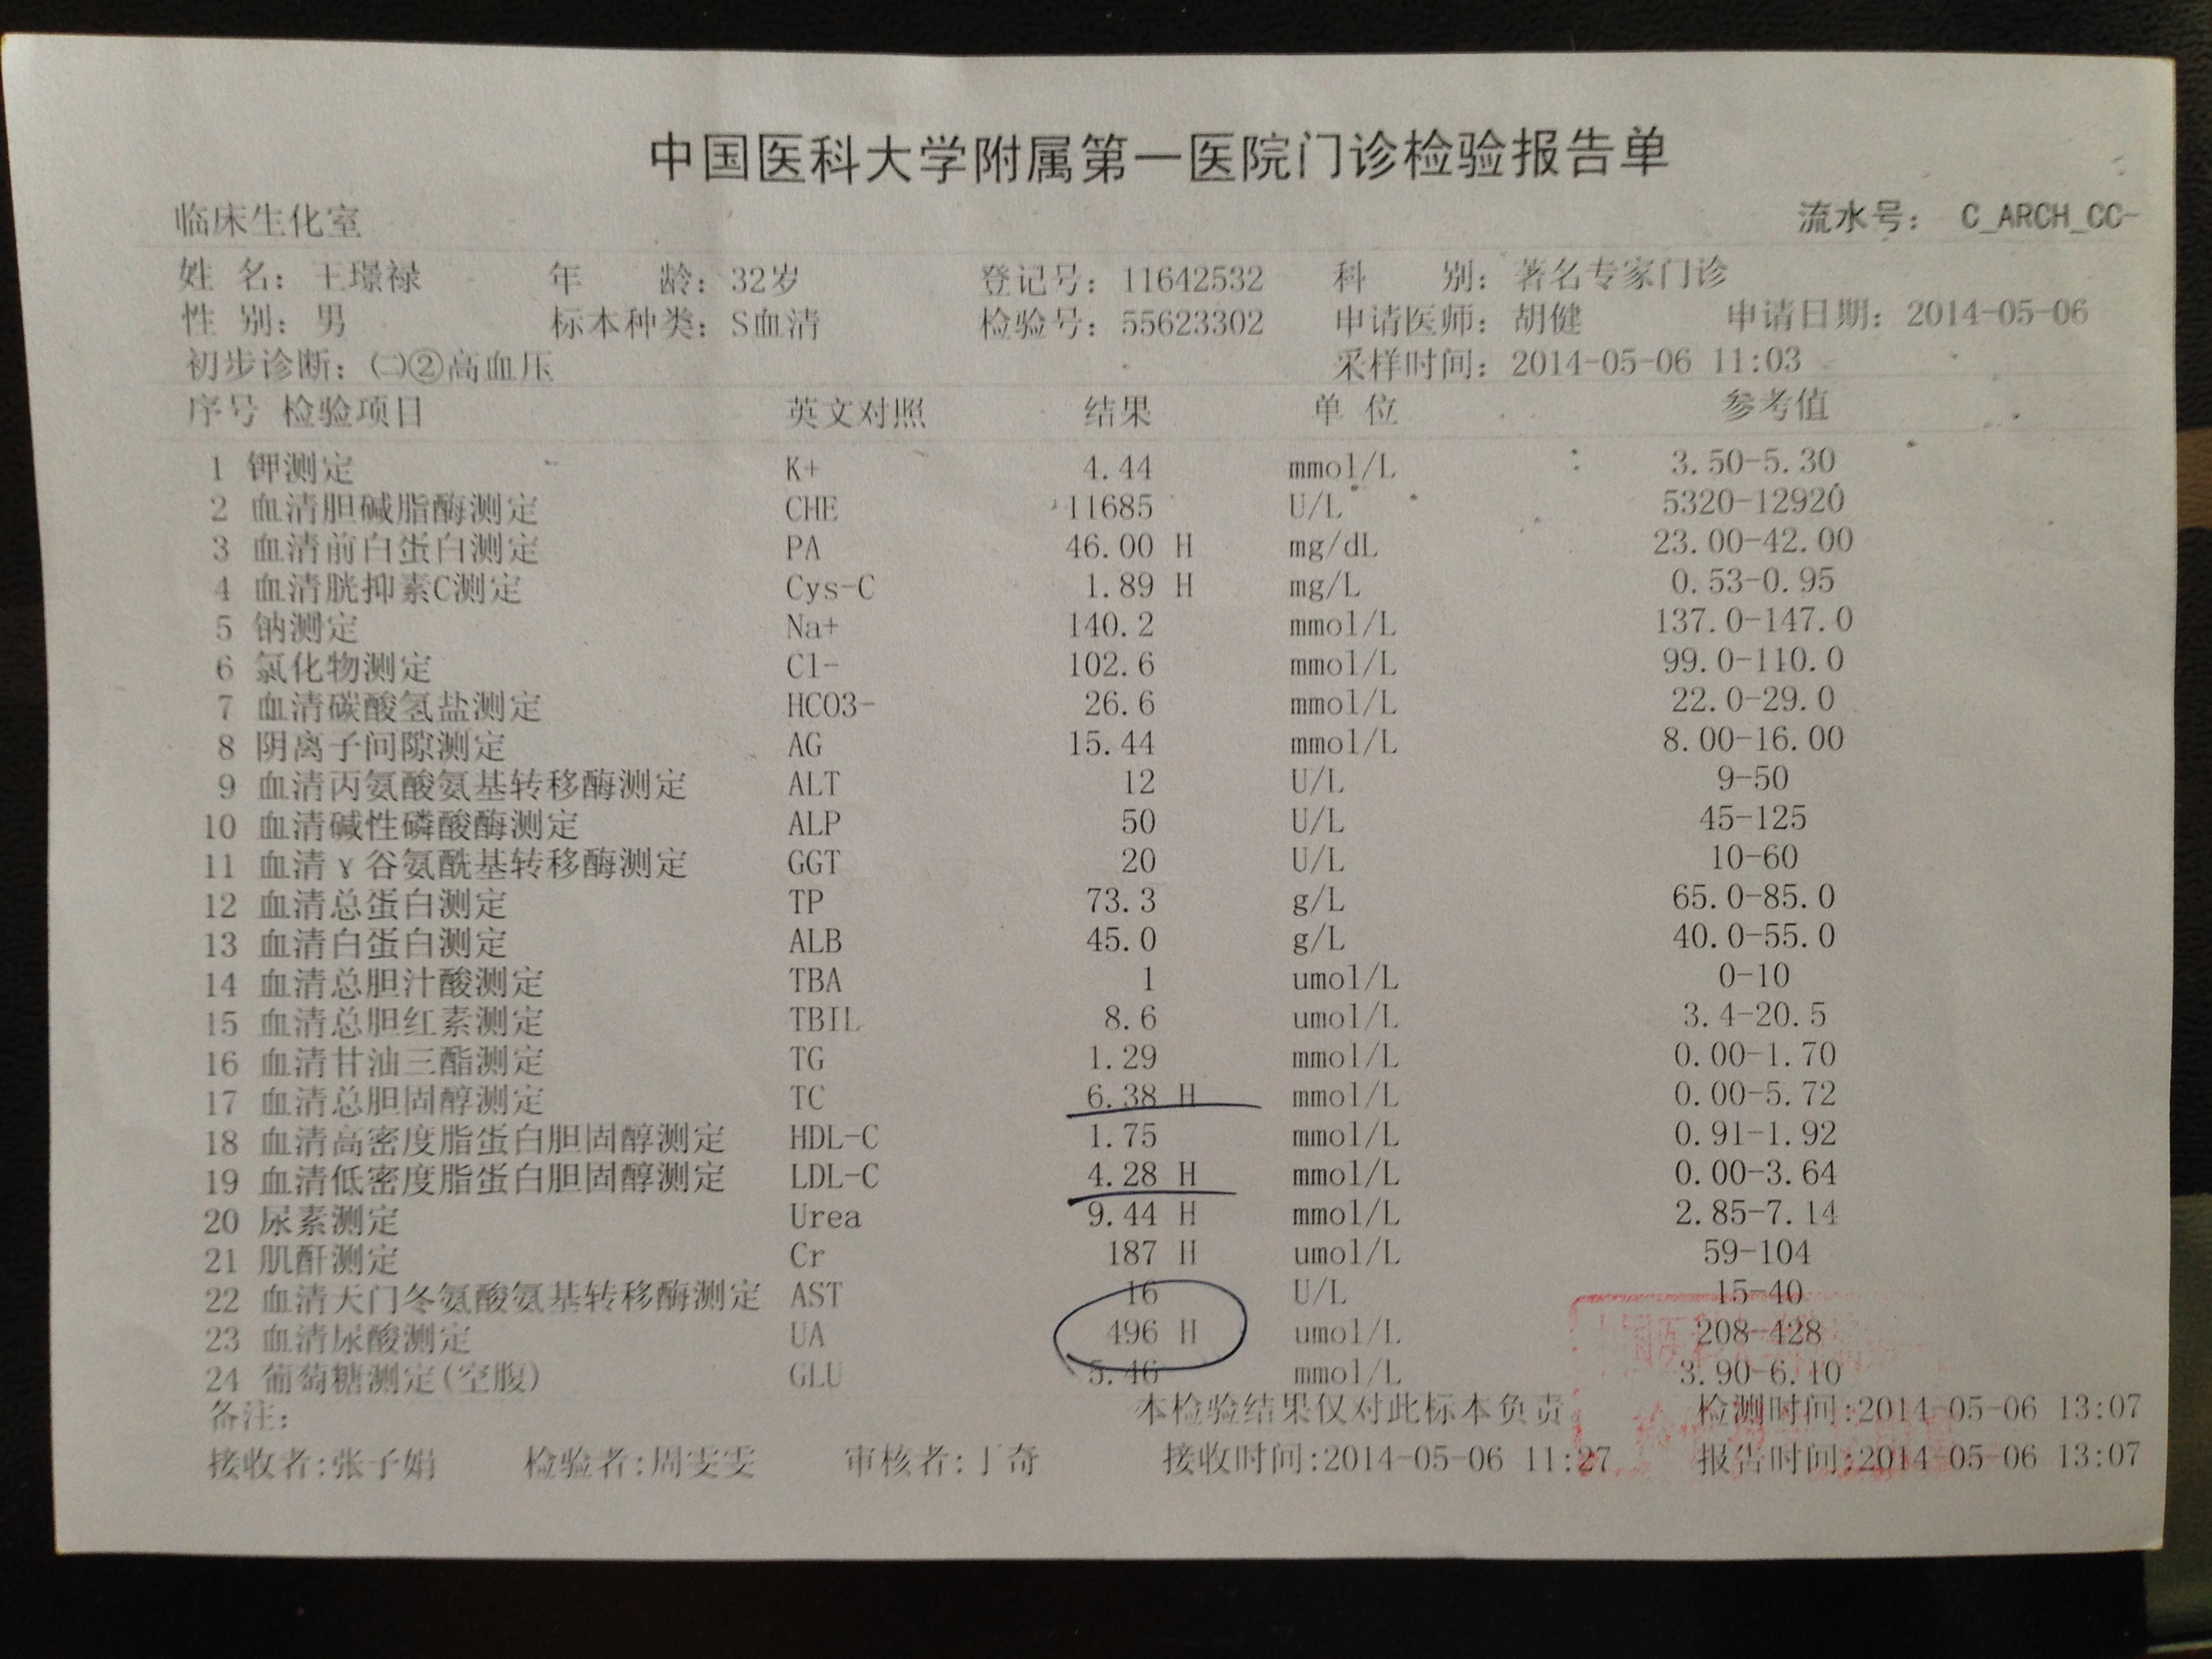 中国医科大学附属第一医院门诊检验报告单
临床生化室 流水号： C_ARCH_CC-
姓 名：王璟禄 年 龄：32岁 登记号：11642532 科 别：著名专家门诊
性 别：男 标本种类：S血清 检验号：55623302 申请医师：胡健 申请日期：2014-05-06
初步诊断：㈡②高血压 采样时间：2014-05-06 11:03
序号 检验项目 英文对照 结果 单 位 参考值
1 钾测定 K+ 4.44 mmol/L 3.50-5.30
2 血清胆碱脂酶测定 CHE 11685 U/L 5320-12920
3 血清前白蛋白测定 PA 46.00 H mg/dL 23.00-42.00
4 血清胱抑素C测定 Cys-C 1.89 H mg/L 0.53-0.95
5 钠测定 Na+ 140.2 mmol/L 137.0-147.0
6 氯化物测定 Cl- 102.6 mmol/L 99.0-110.0
7 血清碳酸氢盐测定 HCO3- 26.6 mmol/L 22.0-29.0
8 阴离子间隙测定 AG 15.44 mmol/L 8.00-16.00
9 血清丙氨酸氨基转移酶测定 ALT 12 U/L 9-50
10 血清碱性磷酸酶测定 ALP 50 U/L 45-125
11 血清γ谷氨酰基转移酶测定 GGT 20 U/L 10-60
12 血清总蛋白测定 TP 73.3 g/L 65.0-85.0
13 血清白蛋白测定 ALB 45.0 g/L 40.0-55.0
14 血清总胆汁酸测定 TBA 1 umol/L 0-10
15 血清总胆红素测定 TBIL 8.6 umol/L 3.4-20.5
16 血清甘油三酯测定 TG 1.29 mmol/L 0.00-1.70
17 血清总胆固醇测定 TC 6.38 H mmol/L 0.00-5.72
18 血清高密度脂蛋白胆固醇测定 HDL-C 1.75 mmol/L 0.91-1.92
19 血清低密度脂蛋白胆固醇测定 LDL-C 4.28 H mmol/L 0.00-3.64
20 尿素测定 Urea 9.44 H mmol/L 2.85-7.14
21 肌酐测定 Cr 187 H umol/L 59-104
22 血清天门冬氨酸氨基转移酶测定 AST 16 U/L 15-40
23 血清尿酸测定 UA 496 H umol/L 208-428
24 葡萄糖测定(空腹) GLU 5.46 mmol/L 3.90-6.10
备注： 本检验结果仅对此标本负责 检测时间:2014-05-06 13:07
接收者:张子娟 检验者:周雯雯 审核者:丁奇 接收时间:2014-05-06 11:27 报告时间:2014-05-06 13:07